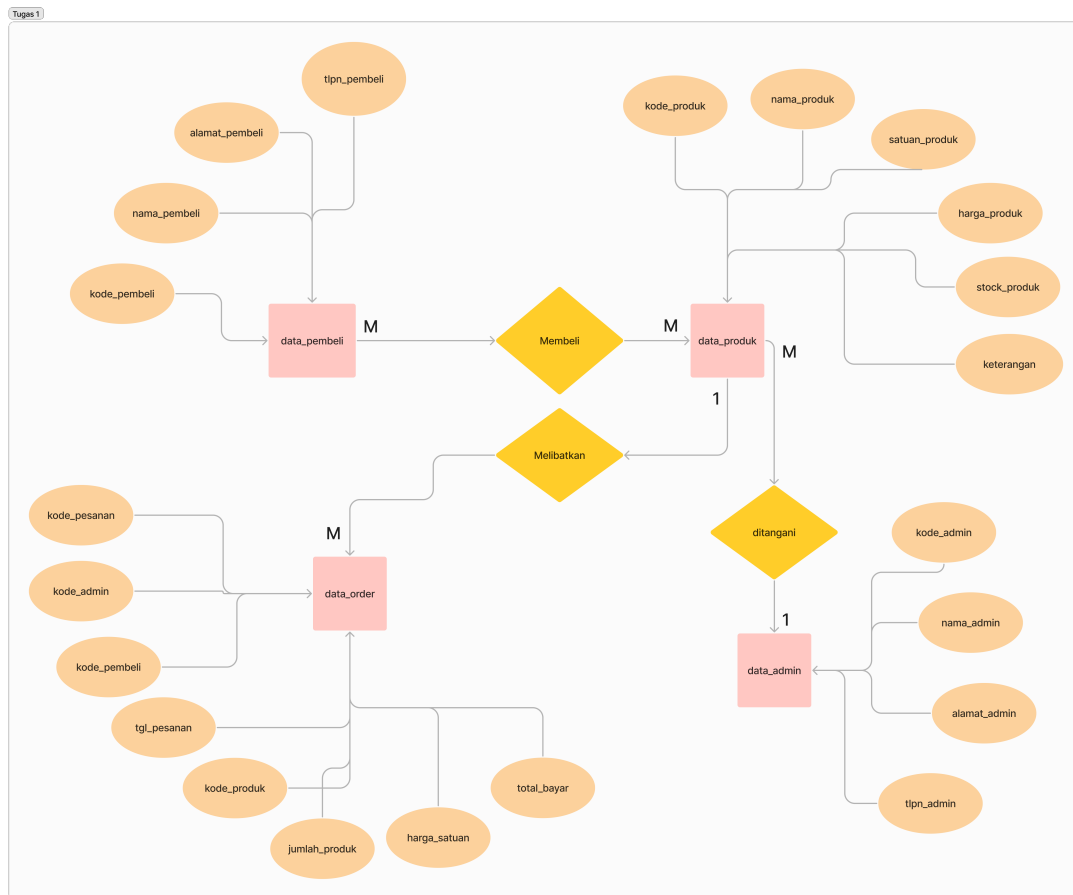 Tugas 1
tlpn_pembeli
alamat_pembeli
nama_pembeli
kode_pembeli
kode_produk
nama_produk
satuan_produk
harga_produk
stock_produk
keterangan
data_pembeli
M
Membeli
M
data_produk
M
1
Melibatkan
M
ditangani
1
kode_pesanan
kode_admin
kode_pembeli
data_order
tgl_pesanan
kode_produk
jumlah_produk
harga_satuan
total_bayar
data_admin
kode_admin
nama_admin
alamat_admin
tlpn_admin